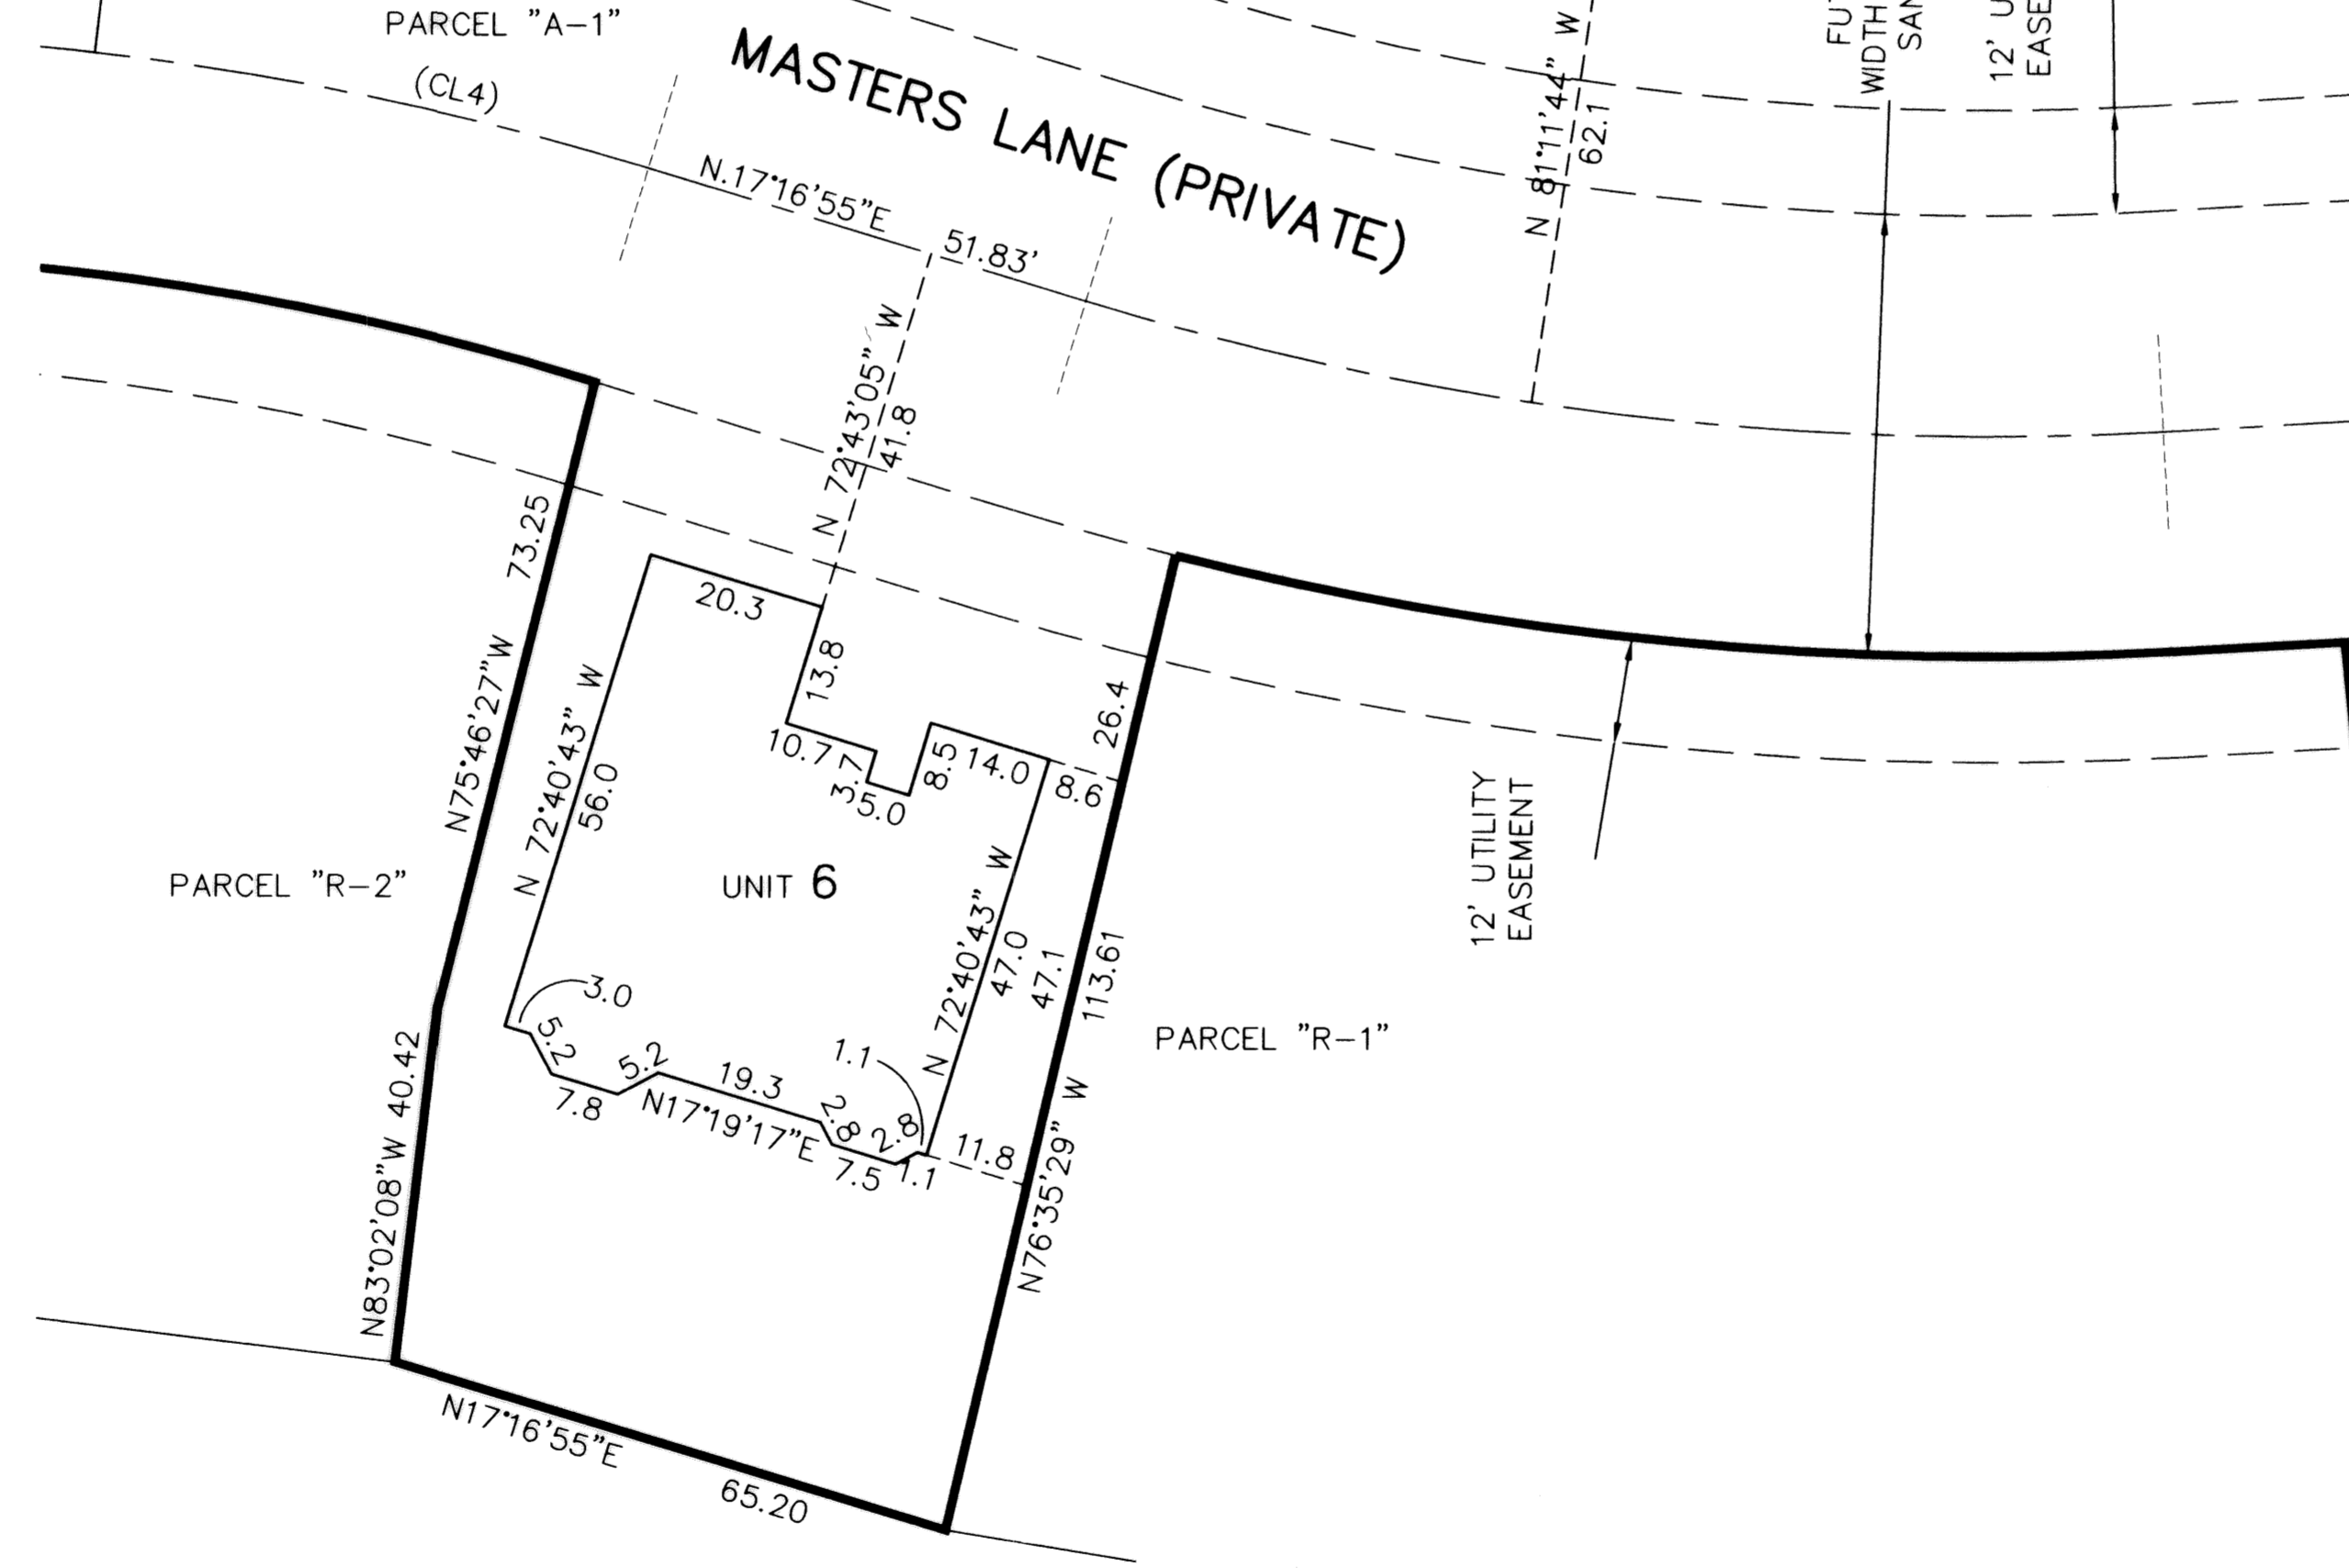 PARCEL "A-1"
(CL4)
MASTERS LANE (PRIVATE)
N.17°16'55"E
51.83'
N 81°11'44" W
62.1
WIDTH
12' U
EASE
N 72°43'05" W
41.8
73.25
N75°46'27"W
20.3
13.8
10.7
3.7
5.0
8.5
14.0
8.6
26.4
N 72°40'43" W
56.0
UNIT 6
N 72°40'43" W
47.0
47.1
113.61
N76°35'29" W
PARCEL "R-2"
PARCEL "R-1"
12' UTILITY
EASEMENT
3.0
5.2
7.8
5.2
19.3
N17°19'17"E
2.8
7.5
2.8
1.1
1.1
11.8
40.42
N83°02'08"W
N17°16'55"E
65.20